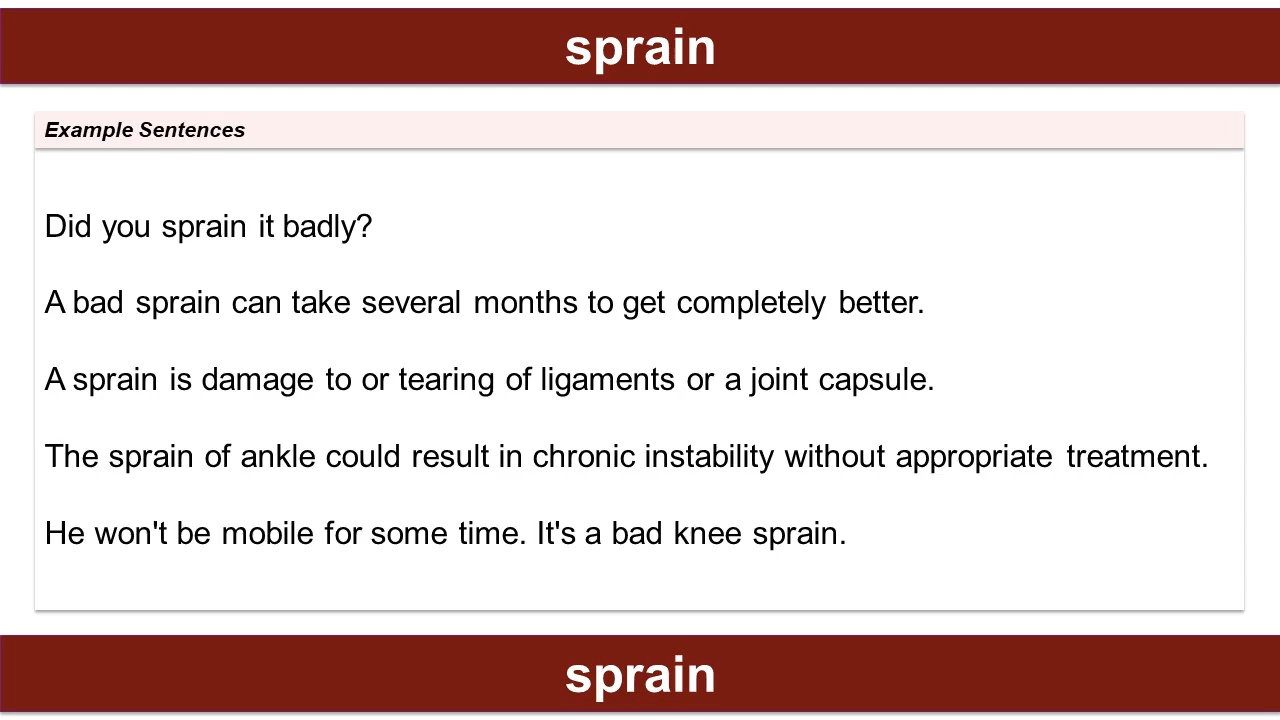 sprain
Example Sentences
Did you sprain it badly?
A bad sprain can take several months to get completely better.
A sprain is damage to or tearing of ligaments or a joint capsule.
The sprain of ankle could result in chronic instability without appropriate treatment.
He won't be mobile for some time. It's a bad knee sprain.
sprain